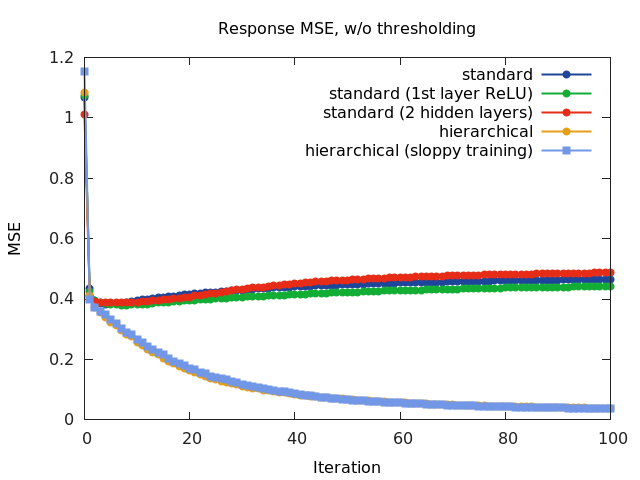 Response MSE, w/o thresholding
1.2
1
0.8
0.6
0.4
0.2
0
MSE
standard
standard (1st layer ReLU)
standard (2 hidden layers)
hierarchical
hierarchical (sloppy training)
0 20 40 60 80 100
Iteration